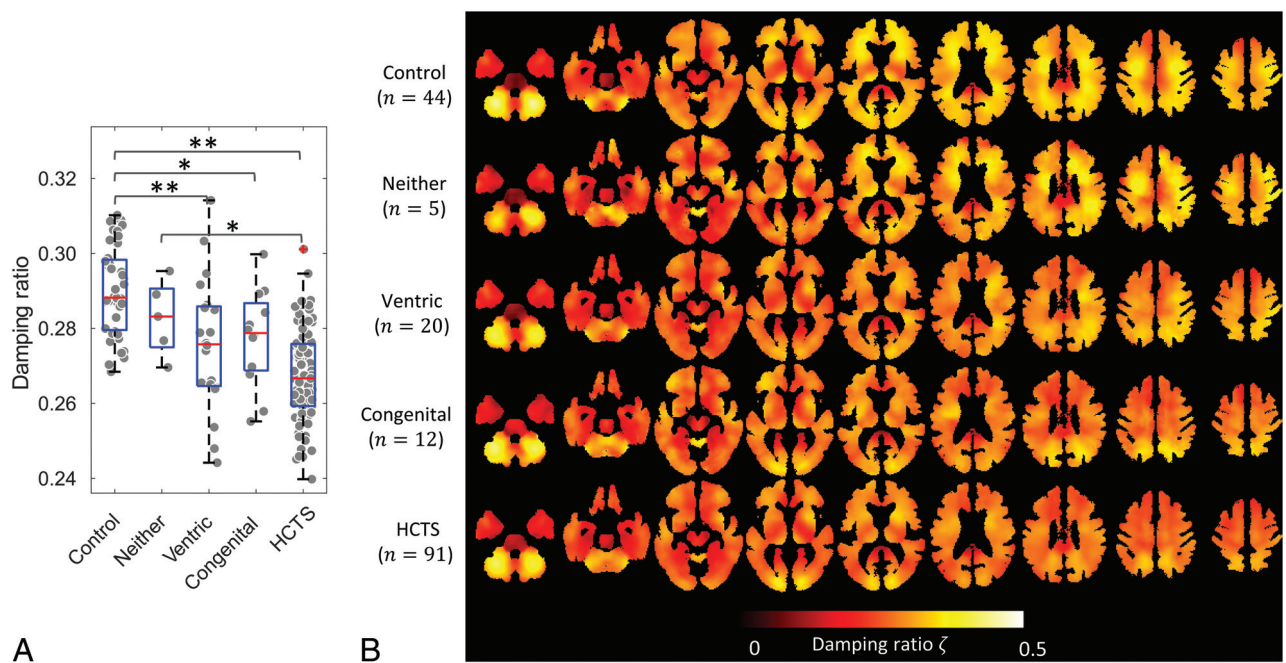 Damping ratio
0.32
0.30
0.28
0.26
0.24
**
*
**
*
Control
Neither
Ventric
Congenital
HCTS
A
Control
(n = 44)
Neither
(n = 5)
Ventric
(n = 20)
Congenital
(n = 12)
HCTS
(n = 91)
0
Damping ratio ζ
0.5
B